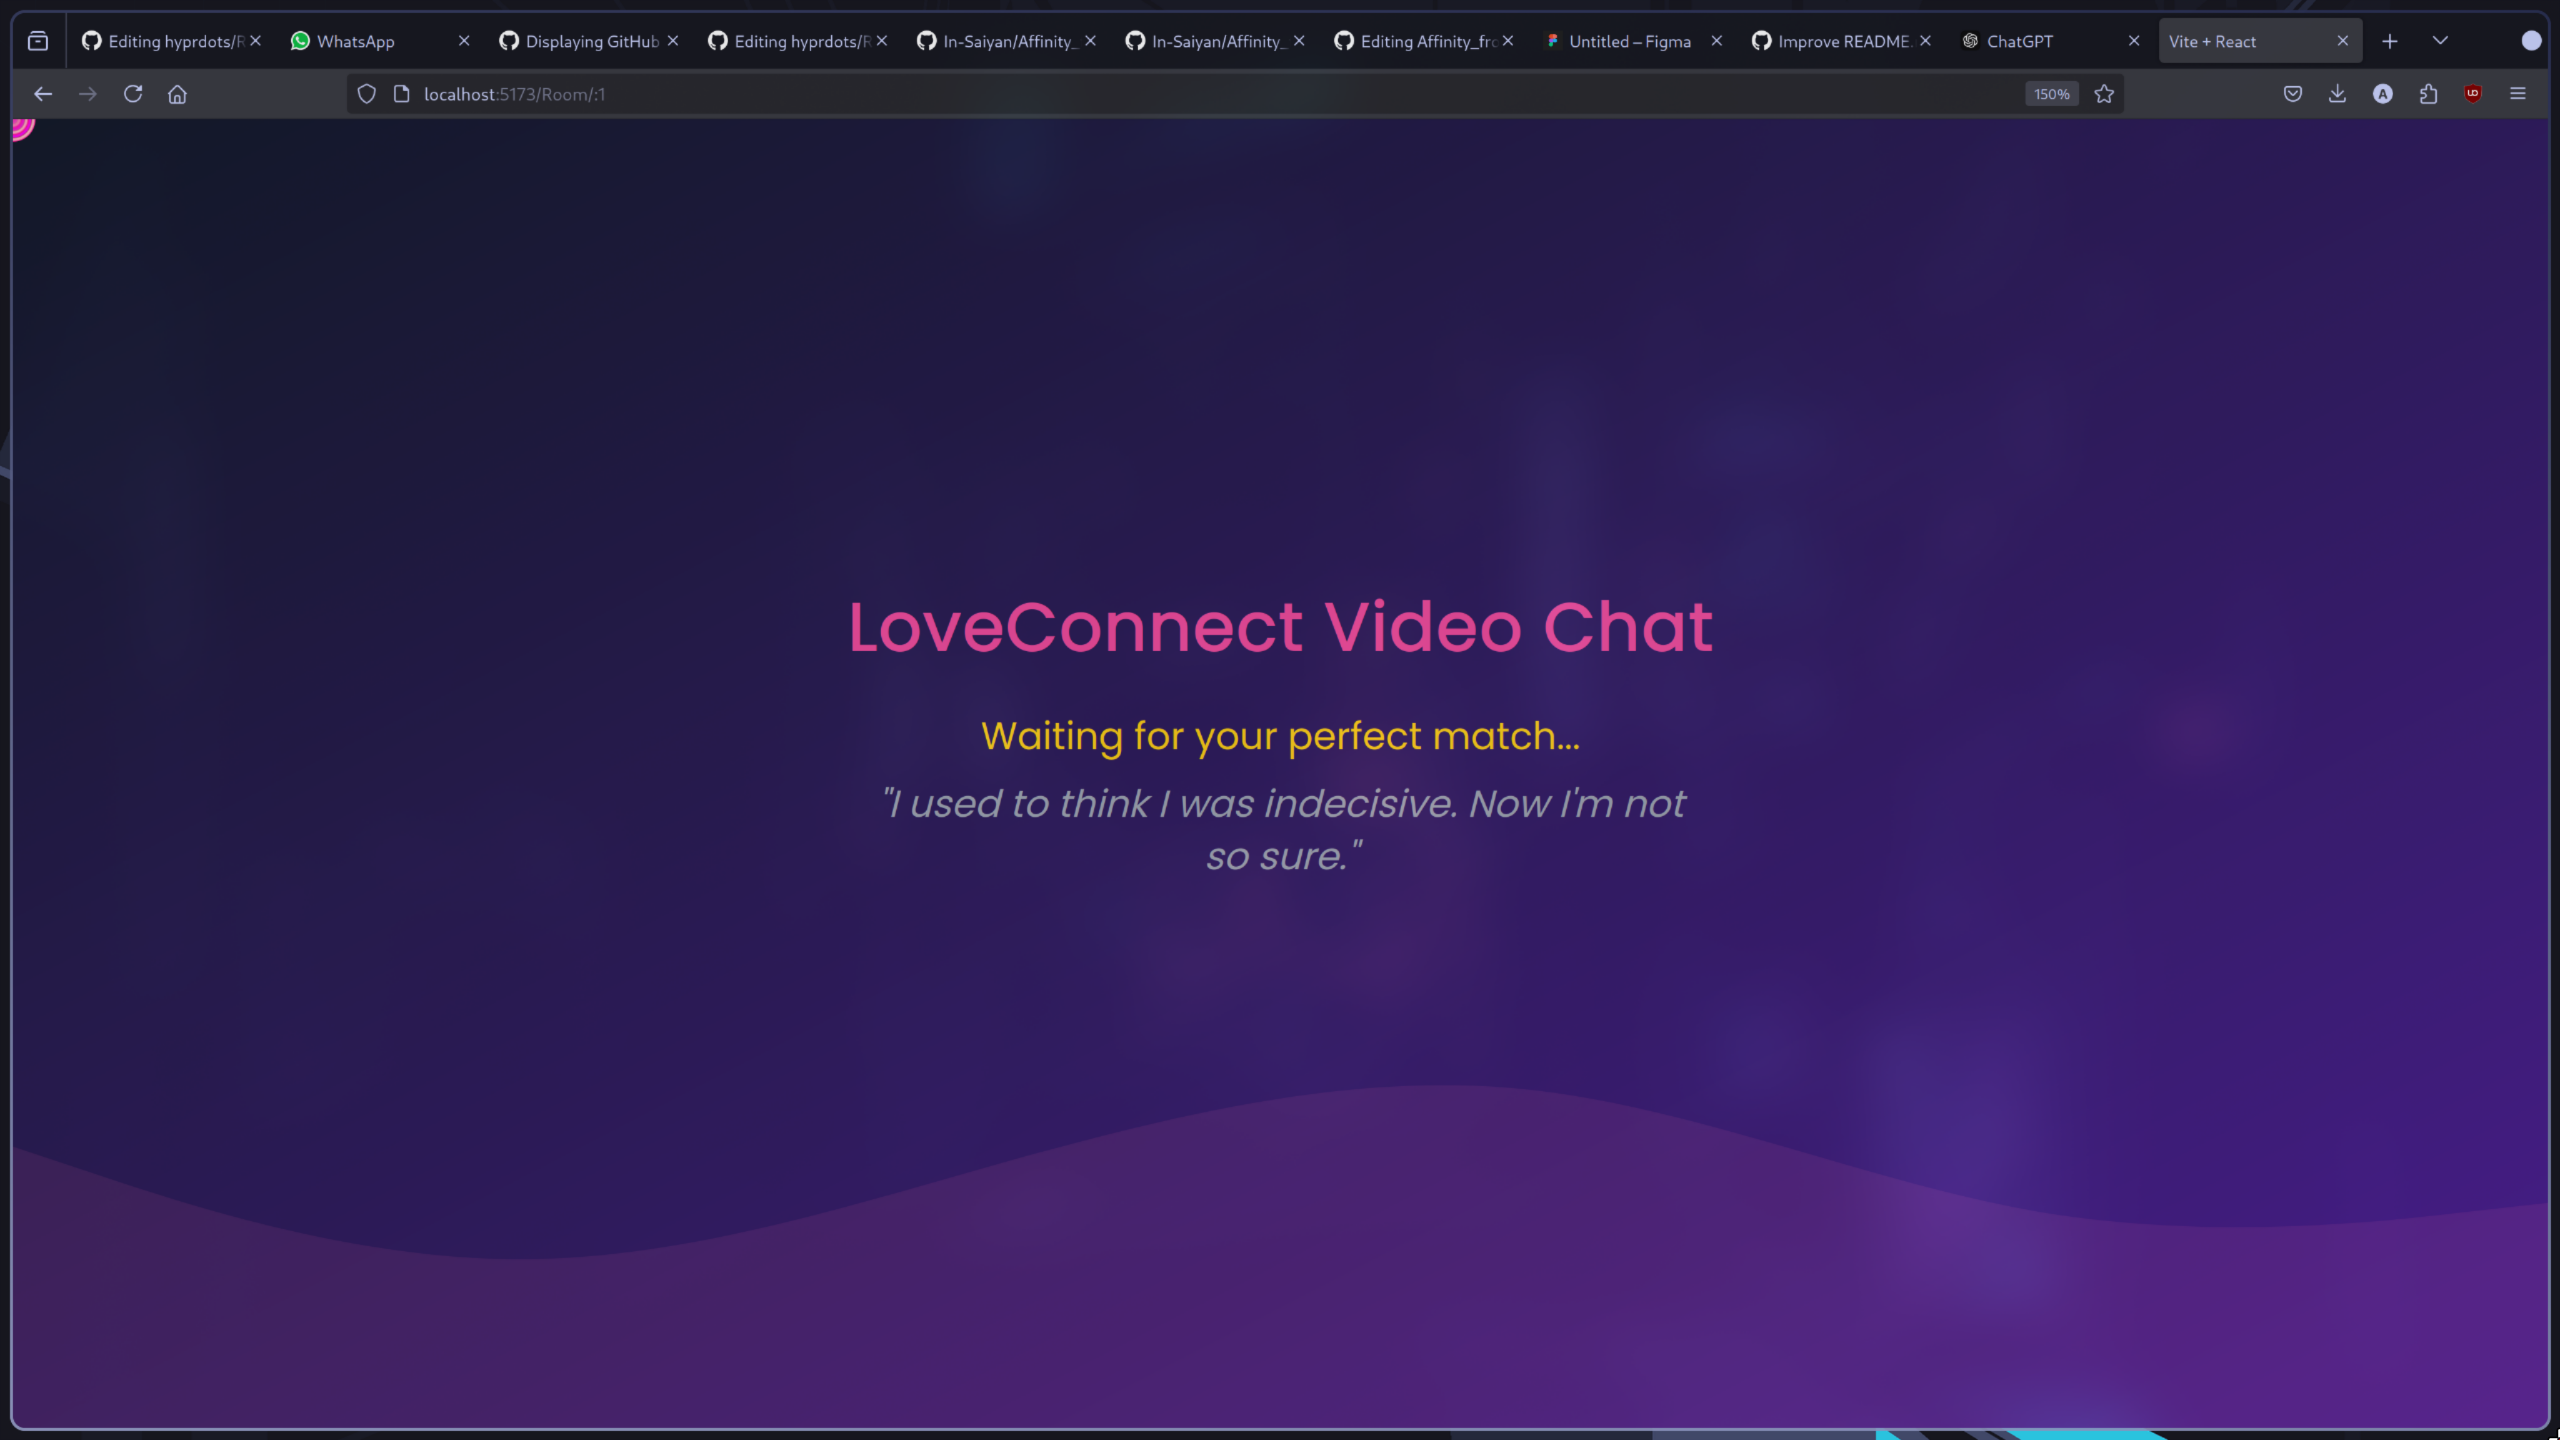 Editing hyprdots/R
WhatsApp
Displaying GitHub
Editing hyprdots/R
In-Saiyan/Affinity_
In-Saiyan/Affinity_
Editing Affinity_fro
Untitled – Figma
Improve README.
ChatGPT
Vite + React
localhost:5173/Room/:1
150%
A
LoveConnect Video Chat
Waiting for your perfect match...
"I used to think I was indecisive. Now I'm not
so sure."